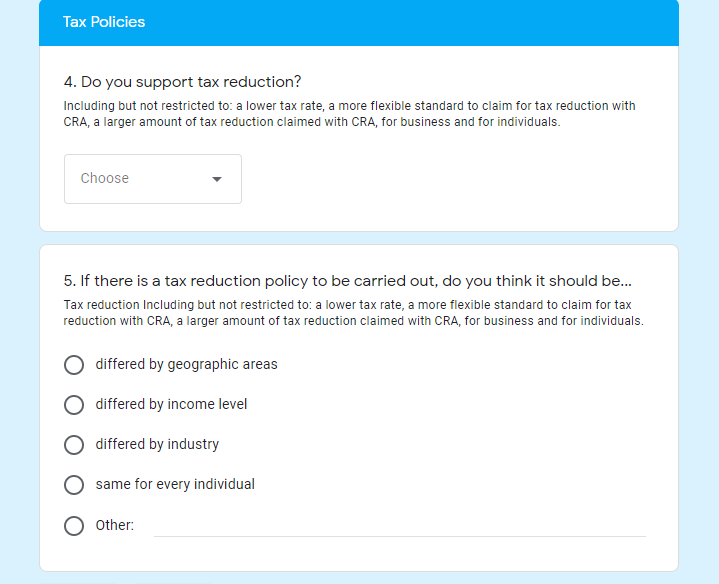 Tax Policies
4. Do you support tax reduction?
Including but not restricted to: a lower tax rate, a more flexible standard to claim for tax reduction with
CRA, a larger amount of tax reduction claimed with CRA, for business and for individuals.
Choose
5. If there is a tax reduction policy to be carried out, do you think it should be...
Tax reduction Including but not restricted to: a lower tax rate, a more flexible standard to claim for tax
reduction with CRA, a larger amount of tax reduction claimed with CRA, for business and for individuals.
differed by geographic areas
differed by income level
differed by industry
same for every individual
Other: